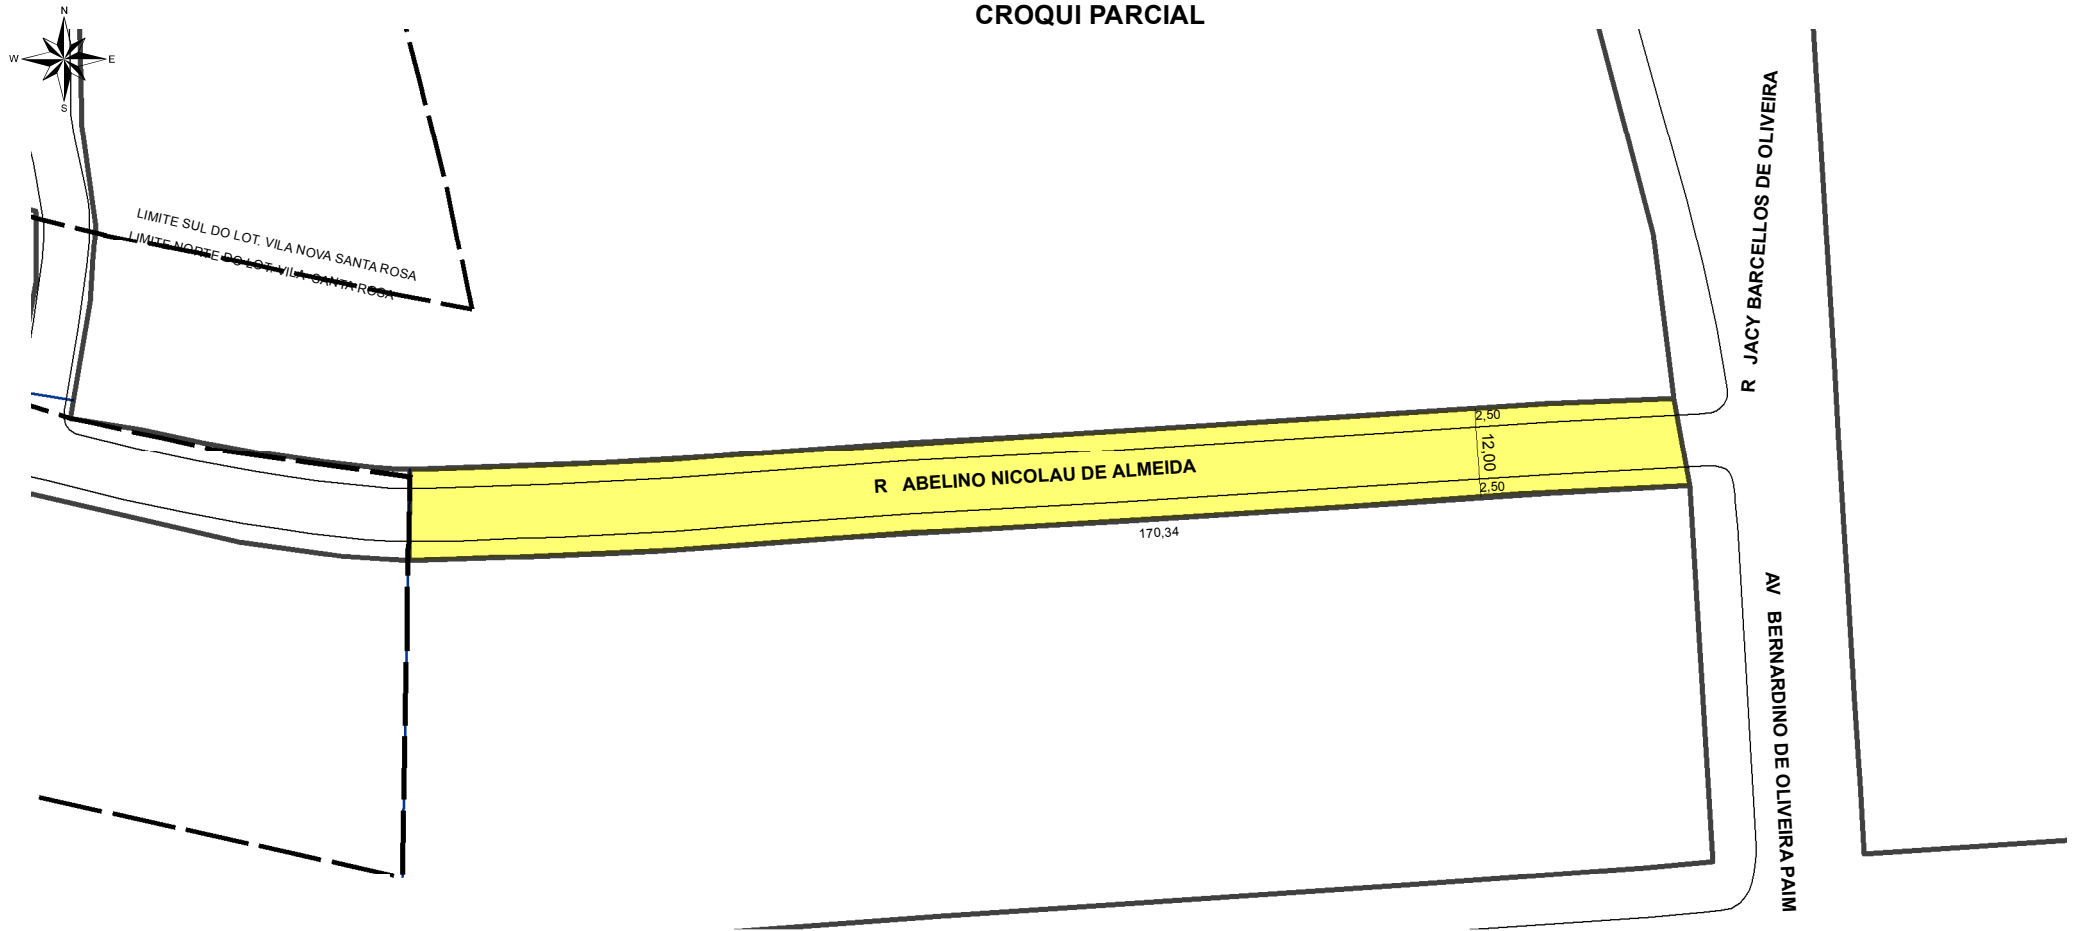 CROQUI PARCIAL
N
W
E
S
LIMITE SUL DO LOT. VILA NOVA SANTA ROSA
LIMITE NORTE DO LOT. VILA SANTA ROSA
R JACY BARCELLOS DE OLIVEIRA
2,50
12,00
2,50
R ABELINO NICOLAU DE ALMEIDA
170,34
AV BERNARDINO DE OLIVEIRA PAIM